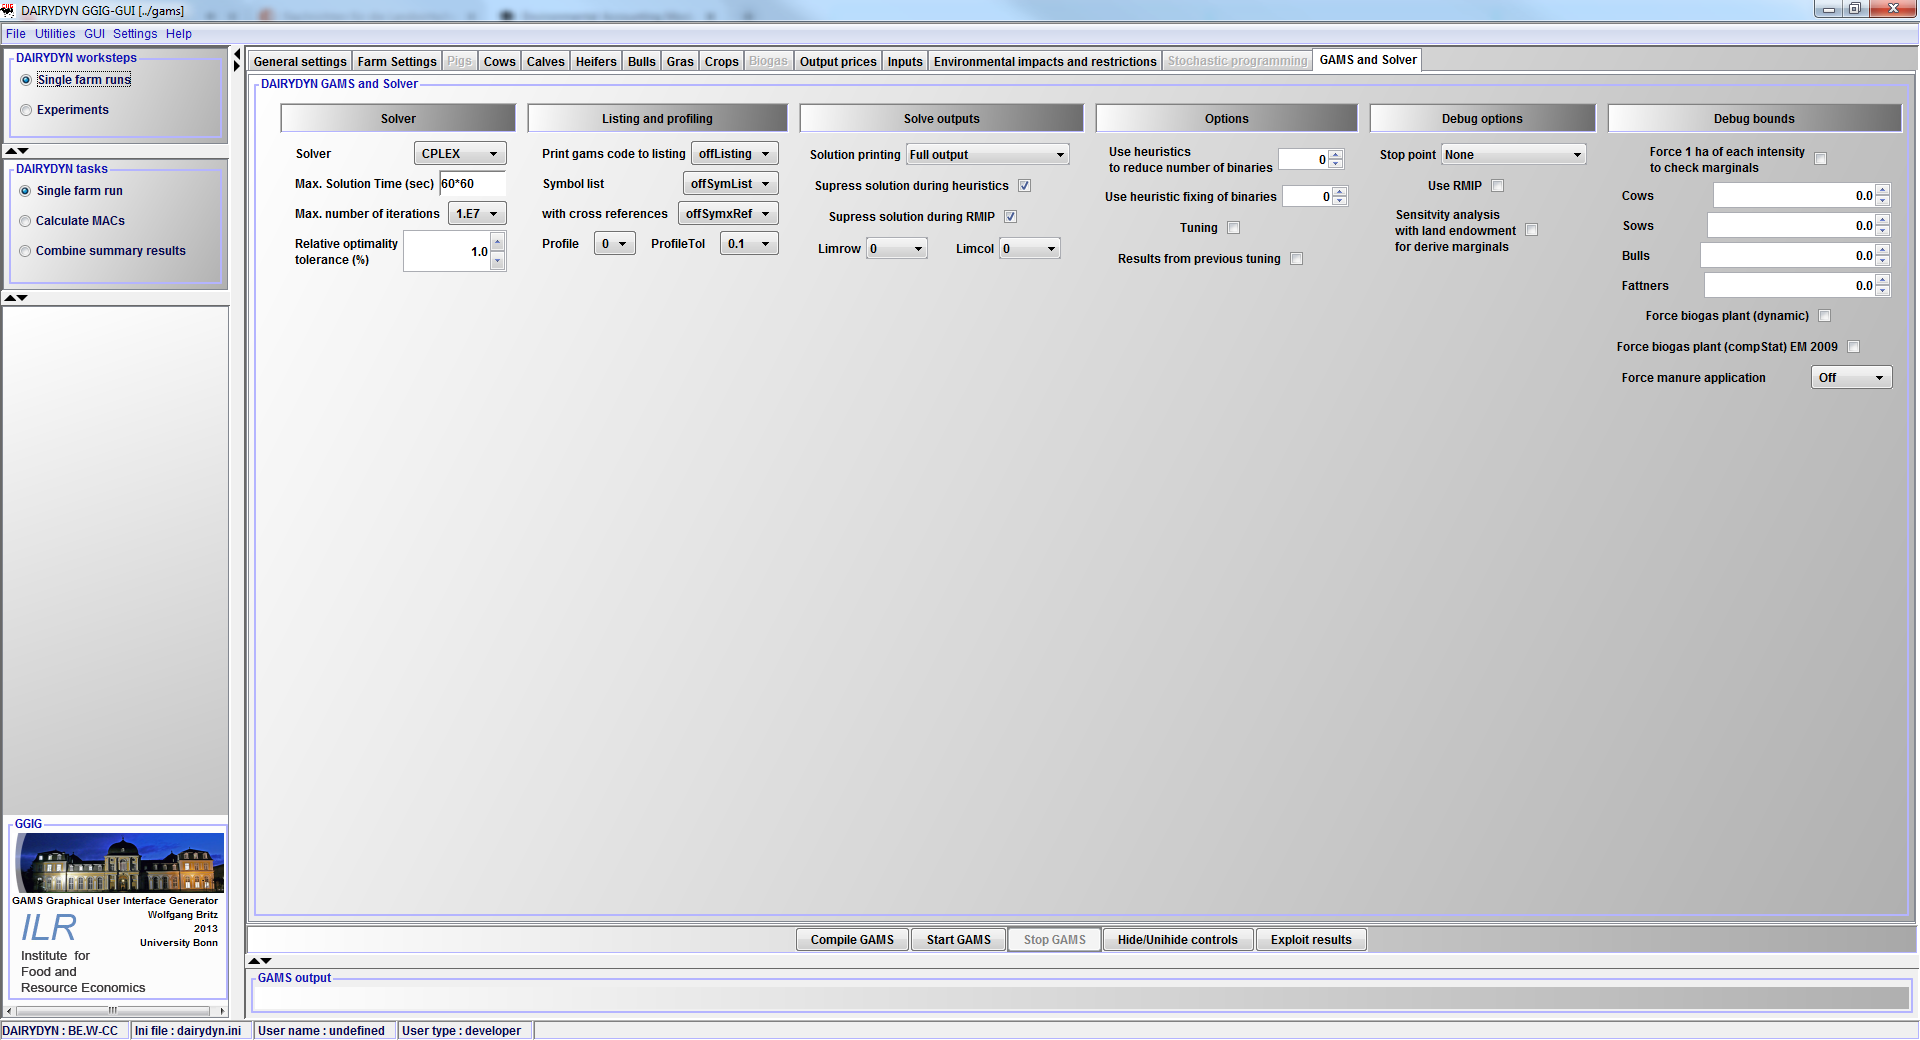 DAIRYDYN GGIG-GUI [../gams]
File Utilities GUI Settings Help
DAIRYDYN worksteps
Single farm runs
Experiments
DAIRYDYN tasks
Single farm run
Calculate MACs
Combine summary results
GGIG
GAMS Graphical User Interface Generator
Wolfgang Britz
2013
University Bonn
ILR
Institute for
Food and
Resource Economics
General settings Farm Settings Pigs Cows Calves Heifers Bulls Gras Crops Biogas Output prices Inputs Environmental impacts and restrictions Stochastic programming GAMS and Solver
DAIRYDYN GAMS and Solver
Solver
Solver CPLEX
Max. Solution Time (sec) 60*60
Max. number of iterations 1.E7
Relative optimality
tolerance (%) 1.0
Listing and profiling
Print gams code to listing offListing
Symbol list offSymList
with cross references offSymxRef
Profile 0 ProfileTol 0.1
Solve outputs
Solution printing Full output
Supress solution during heuristics
Supress solution during RMIP
Limrow 0 Limcol 0
Options
Use heuristics
to reduce number of binaries 0
Use heuristic fixing of binaries 0
Tuning
Results from previous tuning
Debug options
Stop point None
Use RMIP
Sensitivity analysis
with land endowment
for derive marginals
Debug bounds
Force 1 ha of each intensity
to check marginals
Cows 0.0
Sows 0.0
Bulls 0.0
Fattners 0.0
Force biogas plant (dynamic)
Force biogas plant (compStat) EM 2009
Force manure application Off
Compile GAMS Start GAMS Stop GAMS Hide/Unihide controls Exploit results
GAMS output
DAIRYDYN : BE.W-CC Ini file : dairydyn.ini User name : undefined User type : developer